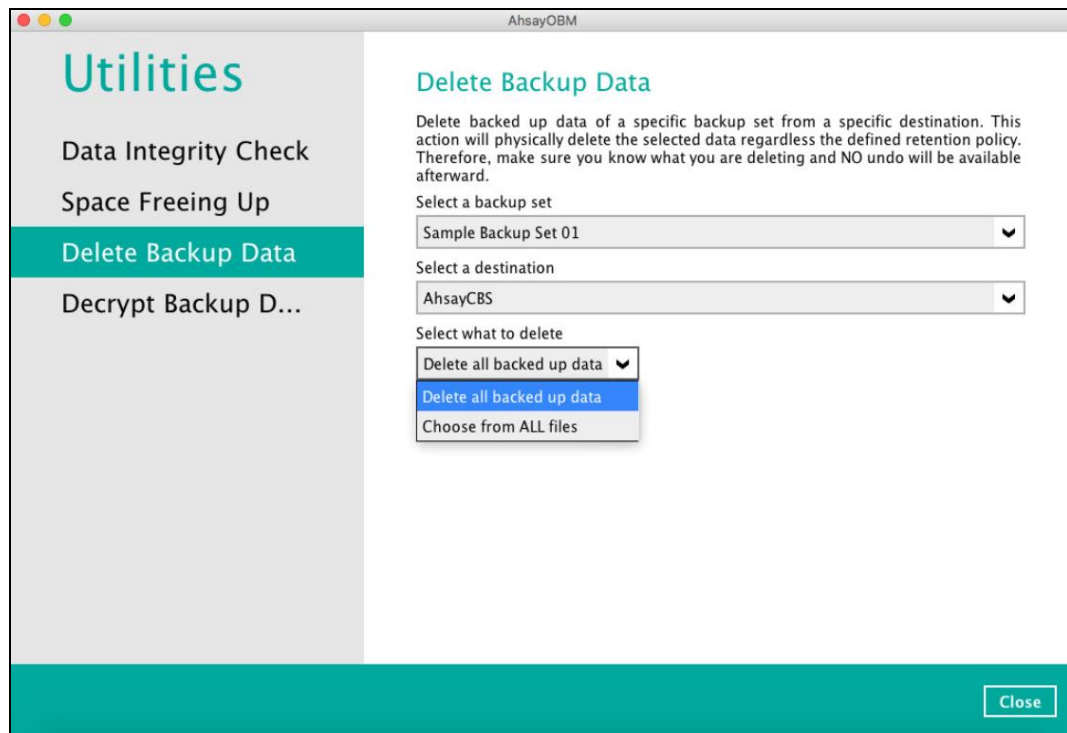 AhsayOBM
Utilities
Data Integrity Check
Space Freeing Up
Delete Backup Data
Decrypt Backup D...
Delete Backup Data
Delete backed up data of a specific backup set from a specific destination. This
action will physically delete the selected data regardless the defined retention policy.
Therefore, make sure you know what you are deleting and NO undo will be available
afterward.
Select a backup set
Sample Backup Set 01
Select a destination
AhsayCBS
Select what to delete
Delete all backed up data
Delete all backed up data
Choose from ALL files
Close